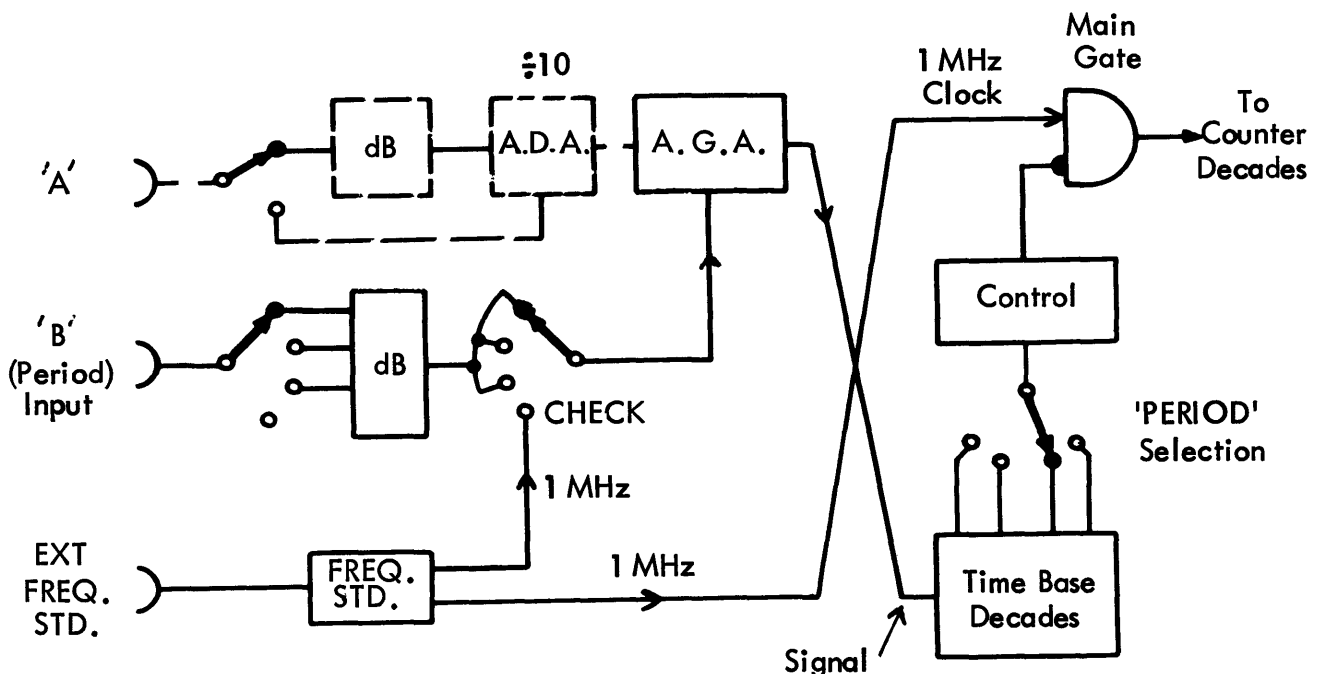 Main
Gate
÷10
1 MHz
Clock
To
Counter
Decades
'A'
dB
A.D.A.
A. G. A.
Control
'B'
(Period)
Input
dB
CHECK
'PERIOD'
Selection
1 MHz
EXT
FREQ.
STD.
FREQ.
STD.
1 MHz
Time Base
Decades
Signal